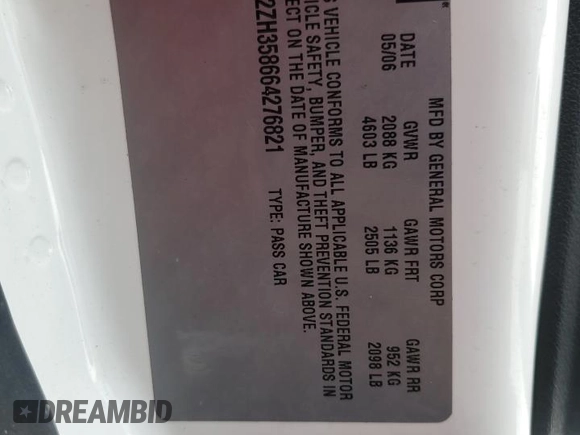 MFD BY GENERAL MOTORS CORP
DATE GVWR GAWR FRT GAWR RR
05/06 2088 KG 1136 KG 952 KG
4603 LB 2505 LB 2098 LB
VEHICLE CONFORMS TO ALL APPLICABLE U.S. FEDERAL MOTOR
VEHICLE SAFETY, BUMPER, AND THEFT PREVENTION STANDARDS IN
EFFECT ON THE DATE OF MANUFACTURE SHOWN ABOVE.
2ZH358664276821 TYPE: PASS CAR
DREAMBID